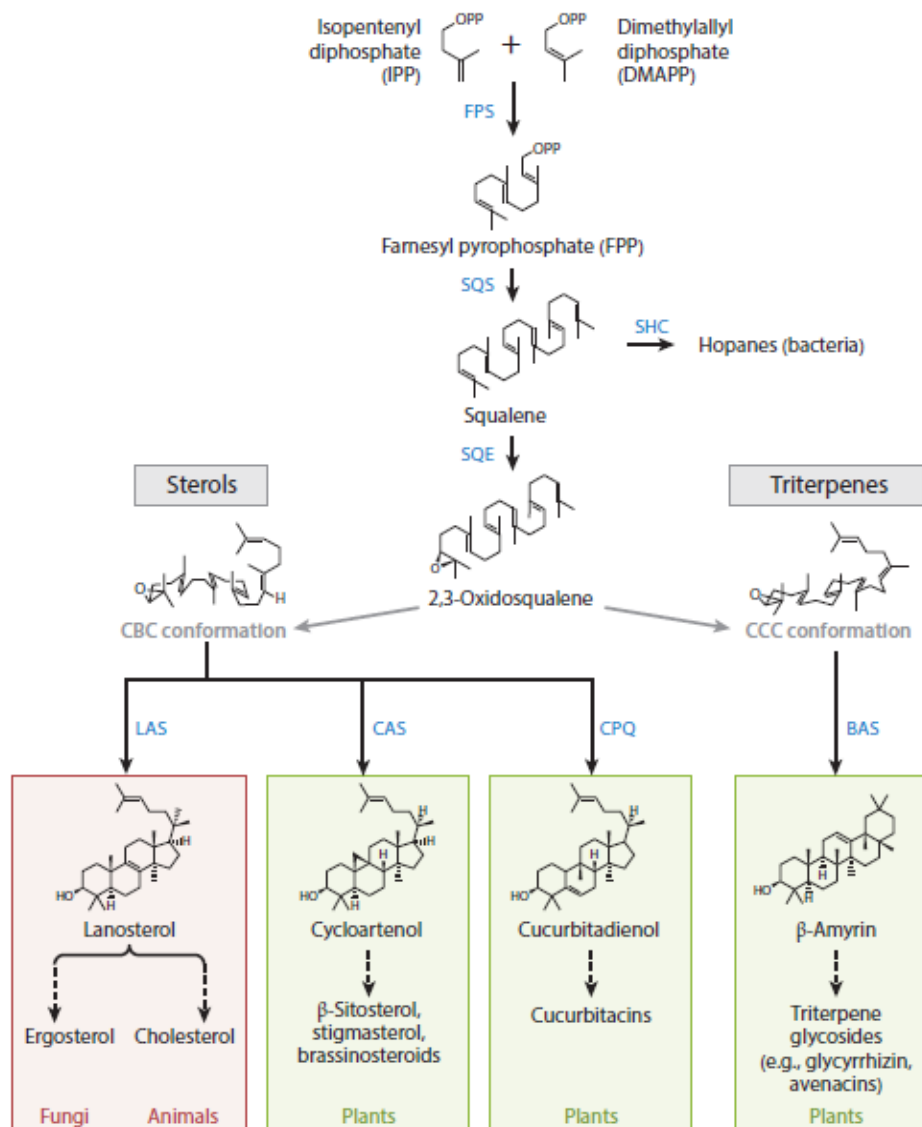 OPP
OPP
Isopentenyl
diphosphate
(IPP)
+
Dimethylallyl
diphosphate
(DMAPP)
FPS
OPP
Farnesyl pyrophosphate (FPP)
SQS
SHC
Hopanes (bacteria)
Squalene
SQE
Sterols
Triterpenes
O
H
O
O
2,3-Oxidosqualene
CBC conformation
CCC conformation
LAS
CAS
CPQ
BAS
H
HO
H
Lanosterol
H
H
H
HO
H
Cycloartenol
H
H
HO
Cucurbitadienol
H
HO
H
β-Amyrin
Ergosterol
Cholesterol
β-Sitosterol,
stigmasterol,
brassinosteroids
Cucurbitacins
Triterpene
glycosides
(e.g., glycyrrhizin,
avenacins)
Fungi
Animals
Plants
Plants
Plants